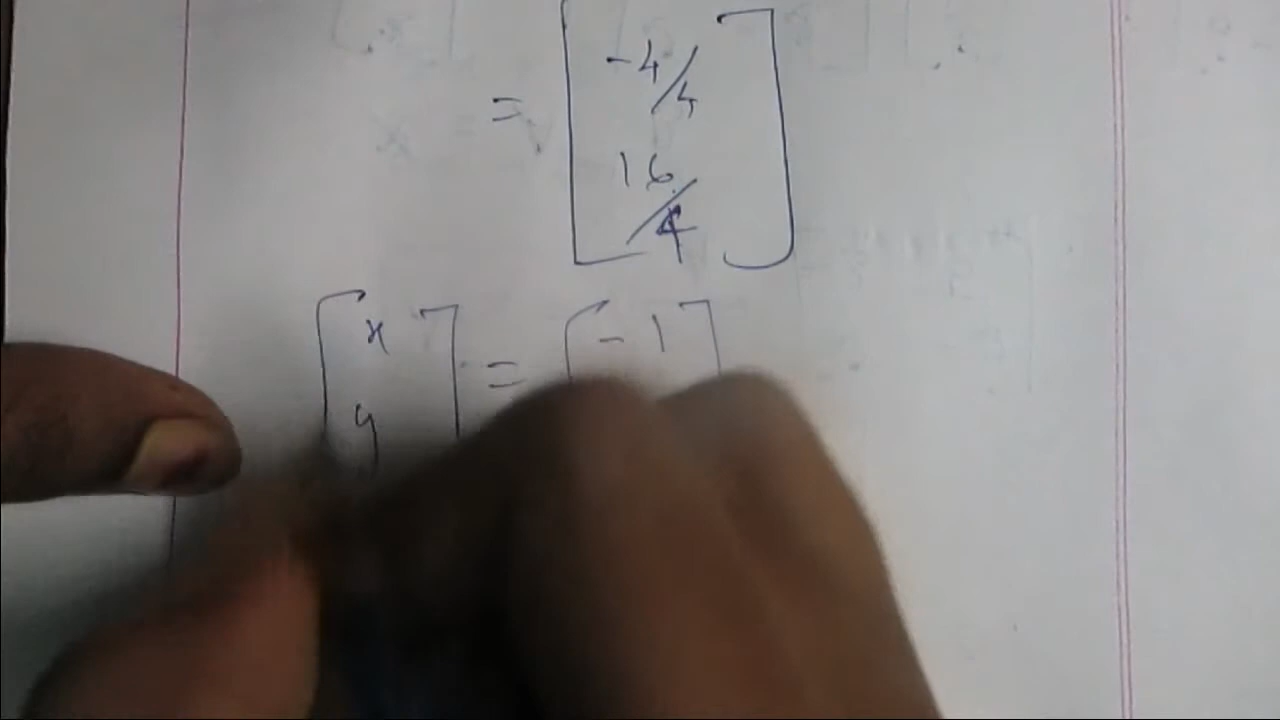 = [ -4/4
16/4 ]
[ x
y ] = [ -1